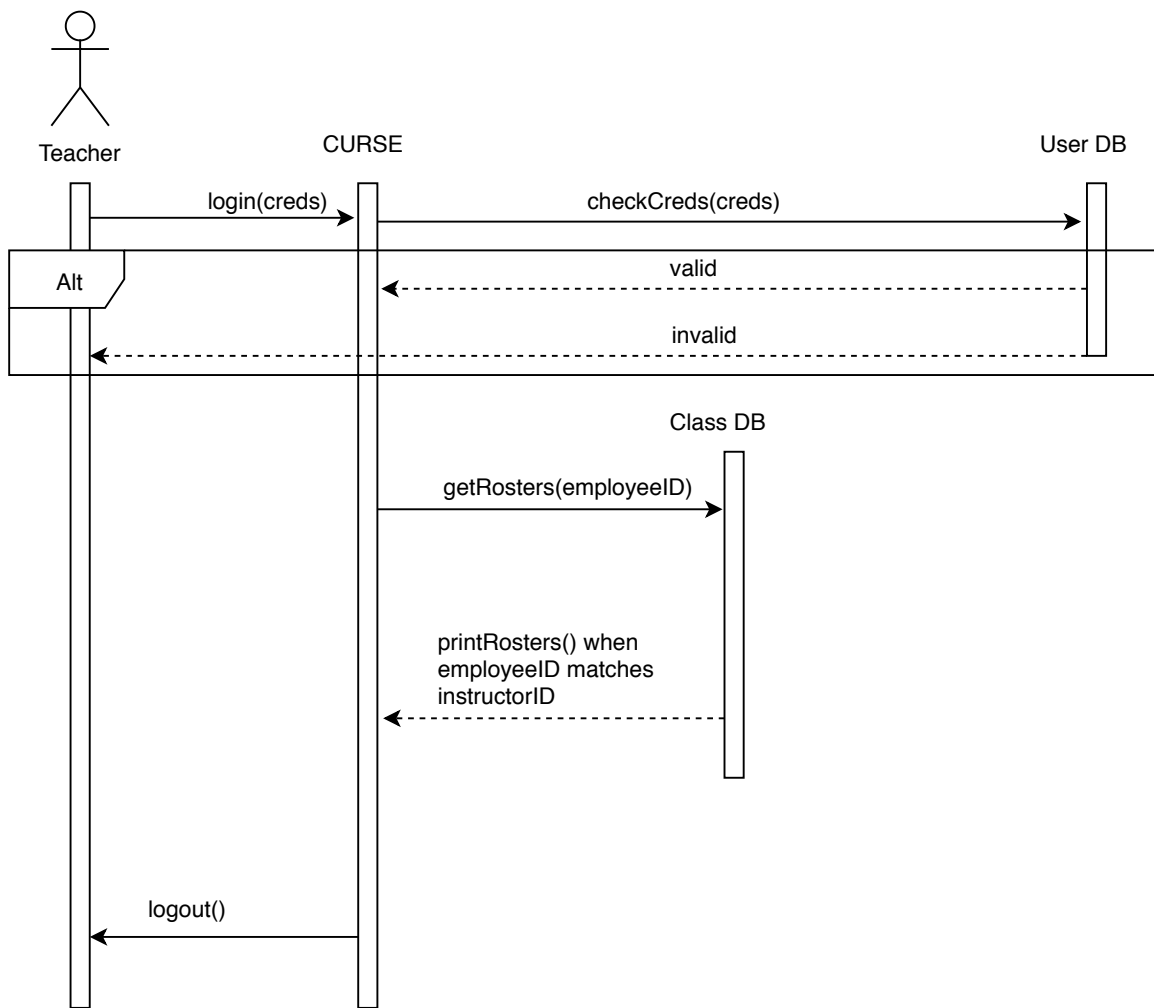 Teacher
CURSE
User DB
login(creds)
checkCreds(creds)
Alt
valid
invalid
Class DB
getRosters(employeeID)
printRosters() when
employeeID matches
instructorID
logout()